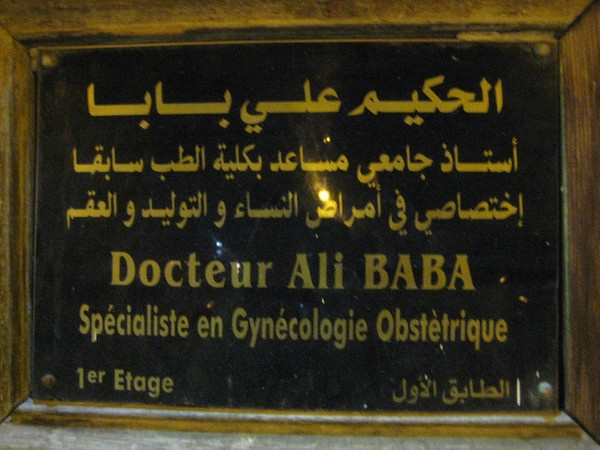 الحكيم علي بابا
أستاذ جامعي مساعد بكلية الطب سابقا
إختصاصي في أمراض النساء و التوليد و العقم
Docteur Ali BABA
Spécialiste en Gynécologie Obstètrique
1er Etage الطابق الأول